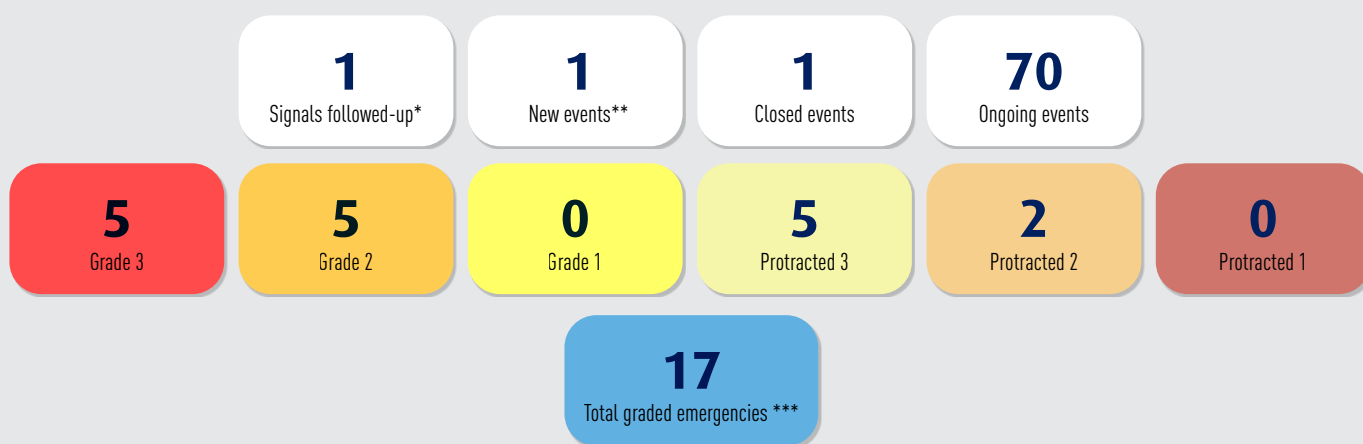 1
Signals followed-up*
1
New events**
1
Closed events
70
Ongoing events
5
Grade 3
5
Grade 2
0
Grade 1
5
Protracted 3
2
Protracted 2
0
Protracted 1
17
Total graded emergencies ***